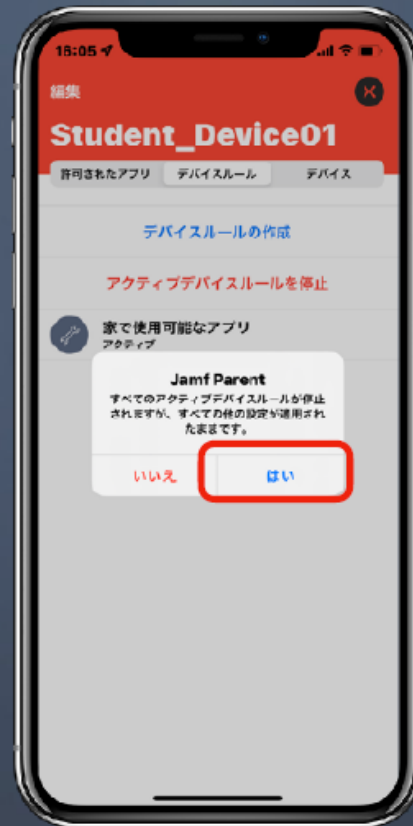 16:05
編集
Student_Device01
許可されたアプリ デバイスルール デバイス
デバイスルールの作成
アクティブデバイスルールを停止
家で使用可能なアプリ
アクティブ
Jamf Parent
すべてのアクティブデバイスルールが停止
されますが、すべての他の設定が適用され
たままです。
いいえ はい